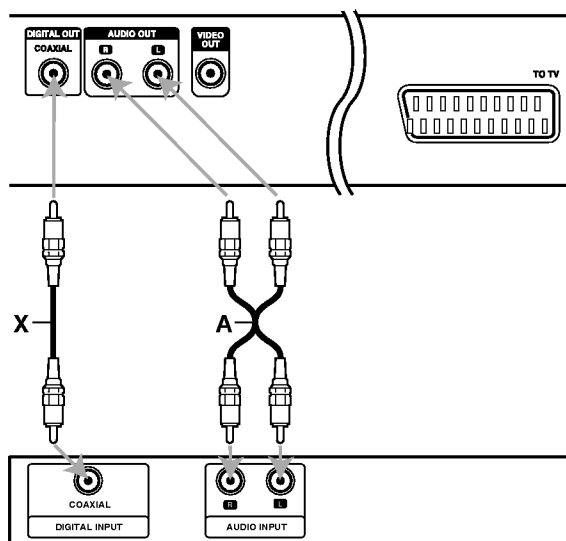 DIGITAL OUT
COAXIAL
AUDIO OUT
R
L
VIDEO
OUT
TO TV
X
A
COAXIAL
DIGITAL INPUT
R
L
AUDIO INPUT